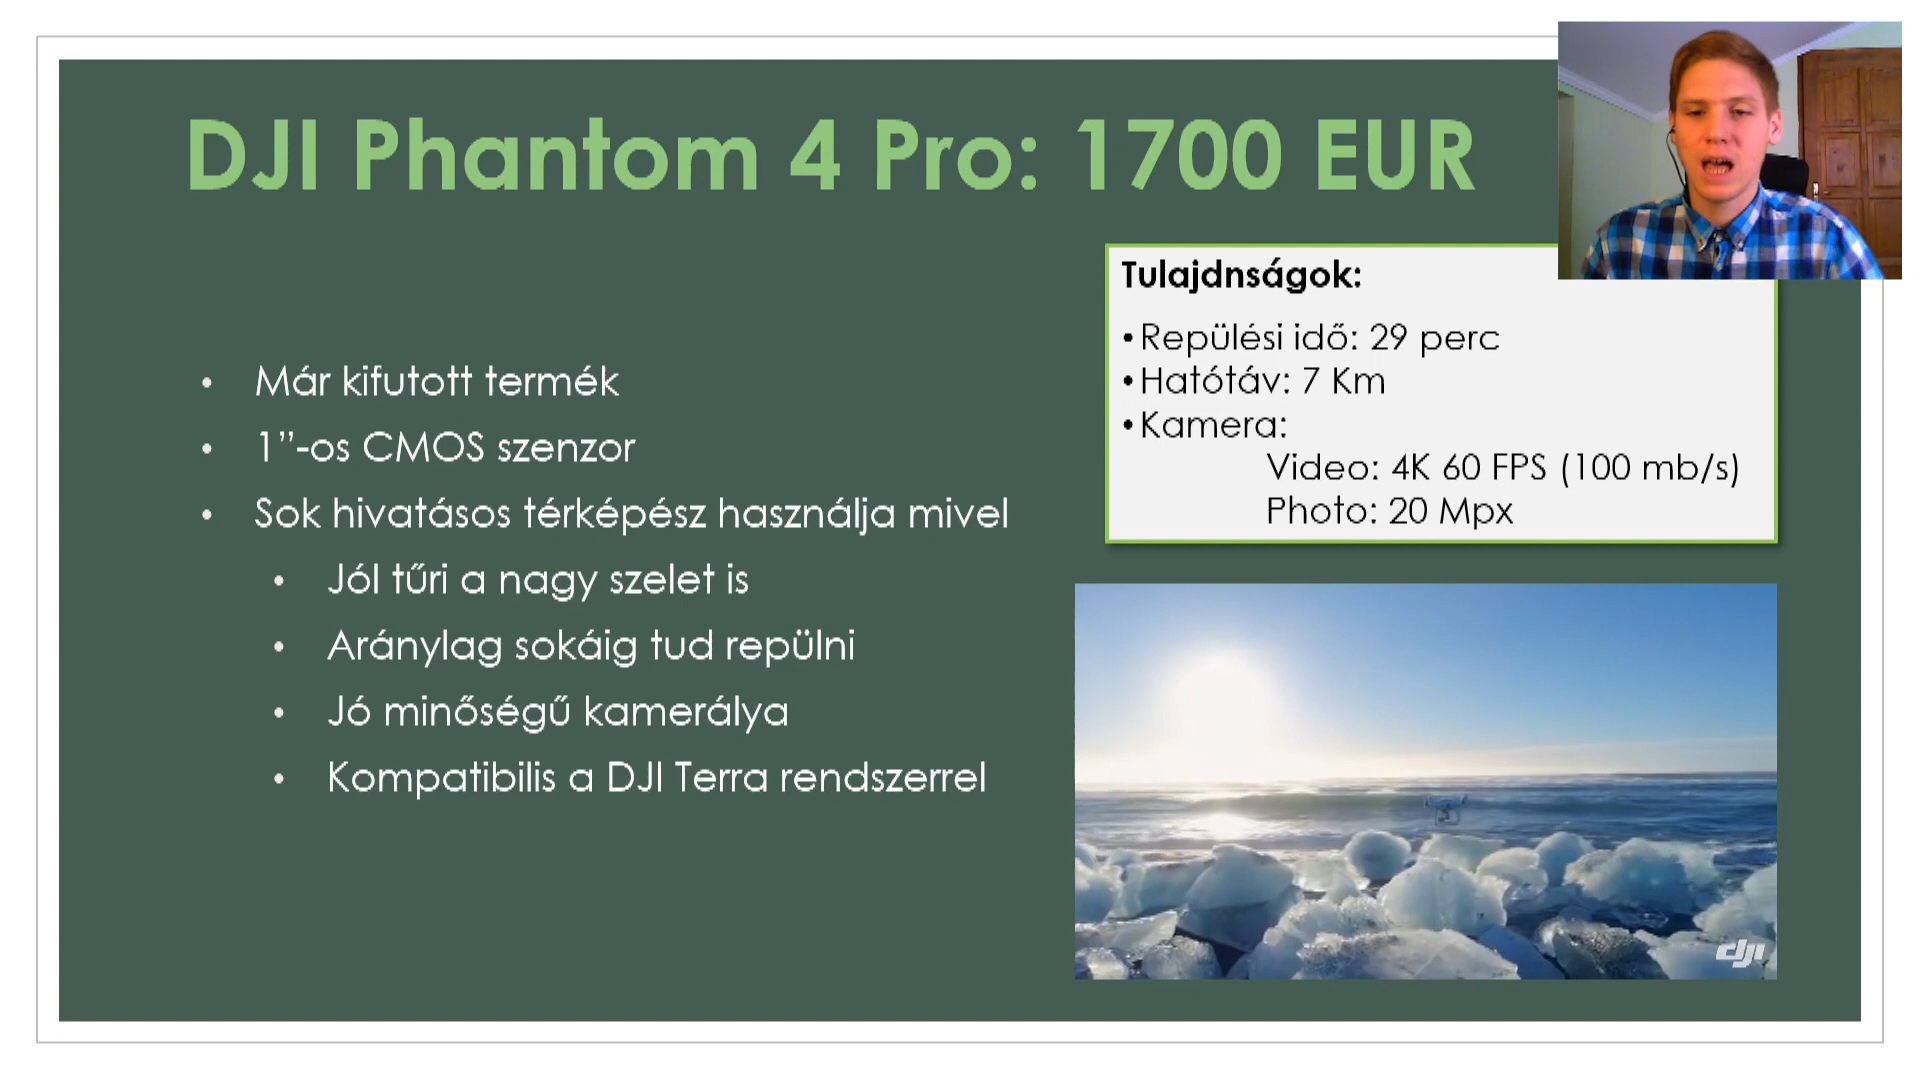 DJI Phantom 4 Pro: 1700 EUR
• Már kifutott termék
• 1”-os CMOS szenzor
• Sok hivatásos térképész használja mivel
• Jól tűri a nagy szelet is
• Aránylag sokáig tud repülni
• Jó minőségű kamerálya
• Kompatibilis a DJI Terra rendszerrel
Tulajdnságok:
• Repülési idő: 29 perc
• Hatótáv: 7 Km
• Kamera:
Video: 4K 60 FPS (100 mb/s)
Photo: 20 Mpx
dji